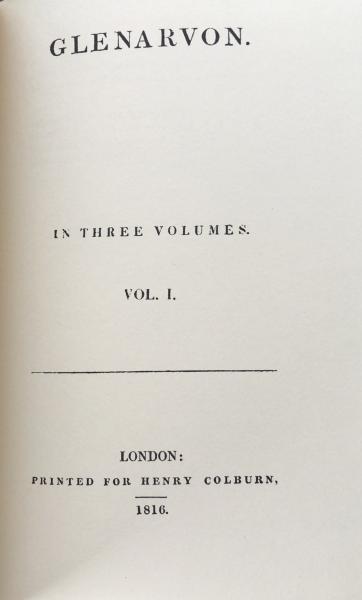 GLENARVON.
IN THREE VOLUMES.
VOL. I.
LONDON:
PRINTED FOR HENRY COLBURN,
1816.